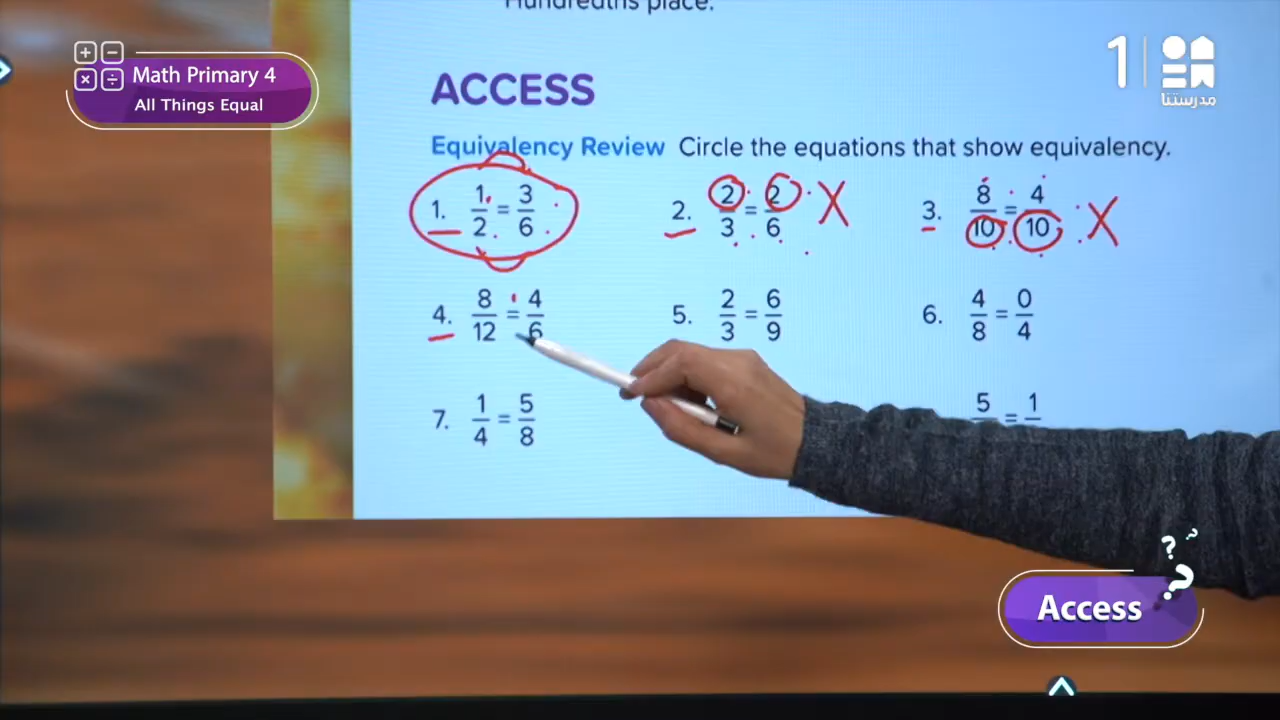 Hundredths place.
Math Primary 4
All Things Equal
1
مدرستنا
ACCESS
Equivalency Review Circle the equations that show equivalency.
1. 1/2 = 3/6
2. 2/3 = 2/6 X
3. 8/10 = 4/10 X
4. 8/12 = 4/6
5. 2/3 = 6/9
6. 4/8 = 0/4
7. 1/4 = 5/8
5 = 1
Access